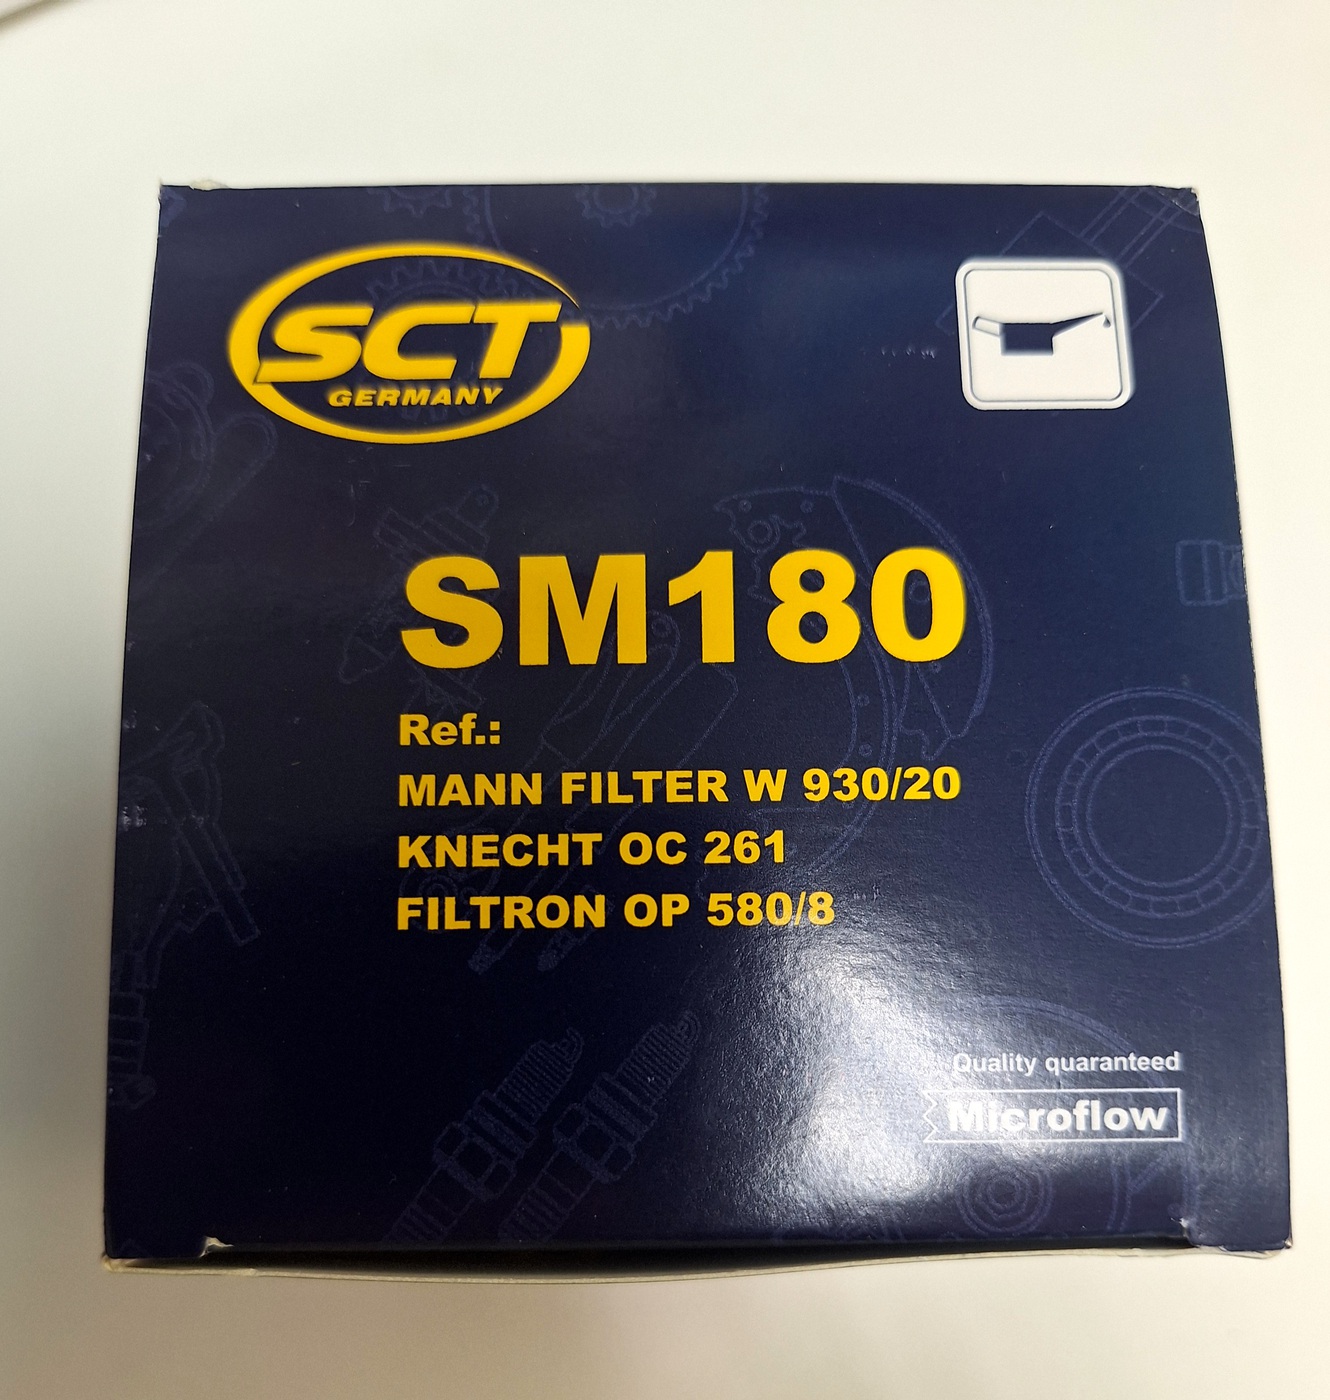 SCT
GERMANY
SM180
Ref.:
MANN FILTER W 930/20
KNECHT OC 261
FILTRON OP 580/8
Quality quaranteed
Microflow